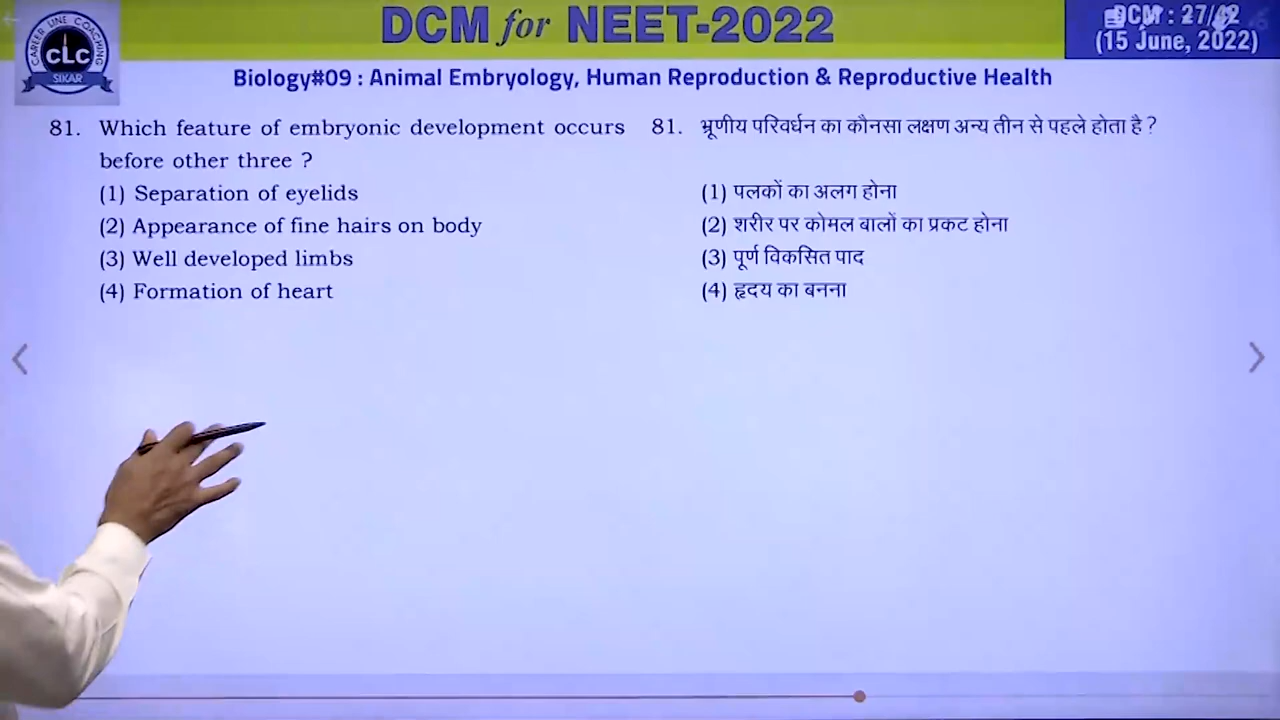 DCM for NEET-2022
DCM : 27/42
(15 June, 2022)
CAREER LINE COACHING
CLC
SIKAR
Biology#09 : Animal Embryology, Human Reproduction & Reproductive Health
81. Which feature of embryonic development occurs
before other three ?
(1) Separation of eyelids
(2) Appearance of fine hairs on body
(3) Well developed limbs
(4) Formation of heart
81. भ्रूणीय परिवर्धन का कौनसा लक्षण अन्य तीन से पहले होता है ?
(1) पलकों का अलग होना
(2) शरीर पर कोमल बालों का प्रकट होना
(3) पूर्ण विकसित पाद
(4) हृदय का बनना